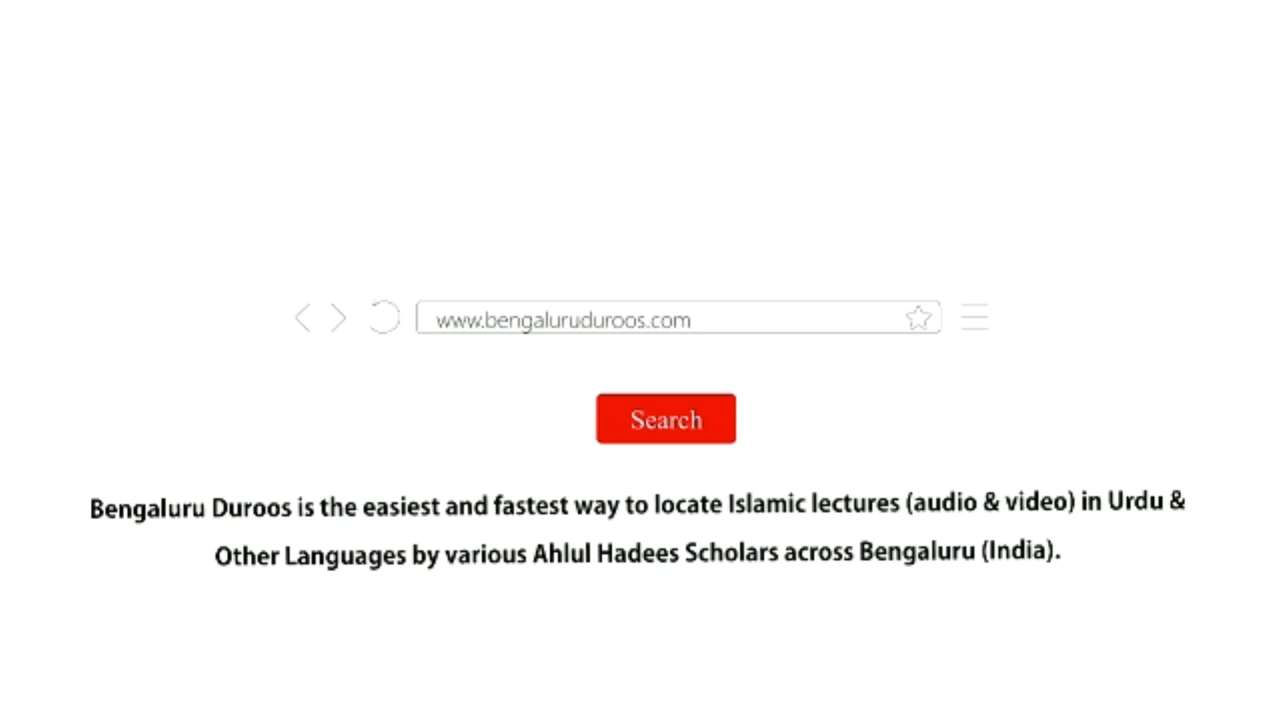 www.bengaluruduroos.com
Search
Bengaluru Duroos is the easiest and fastest way to locate Islamic lectures (audio & video) in Urdu &
Other Languages by various Ahlul Hadees Scholars across Bengaluru (India).